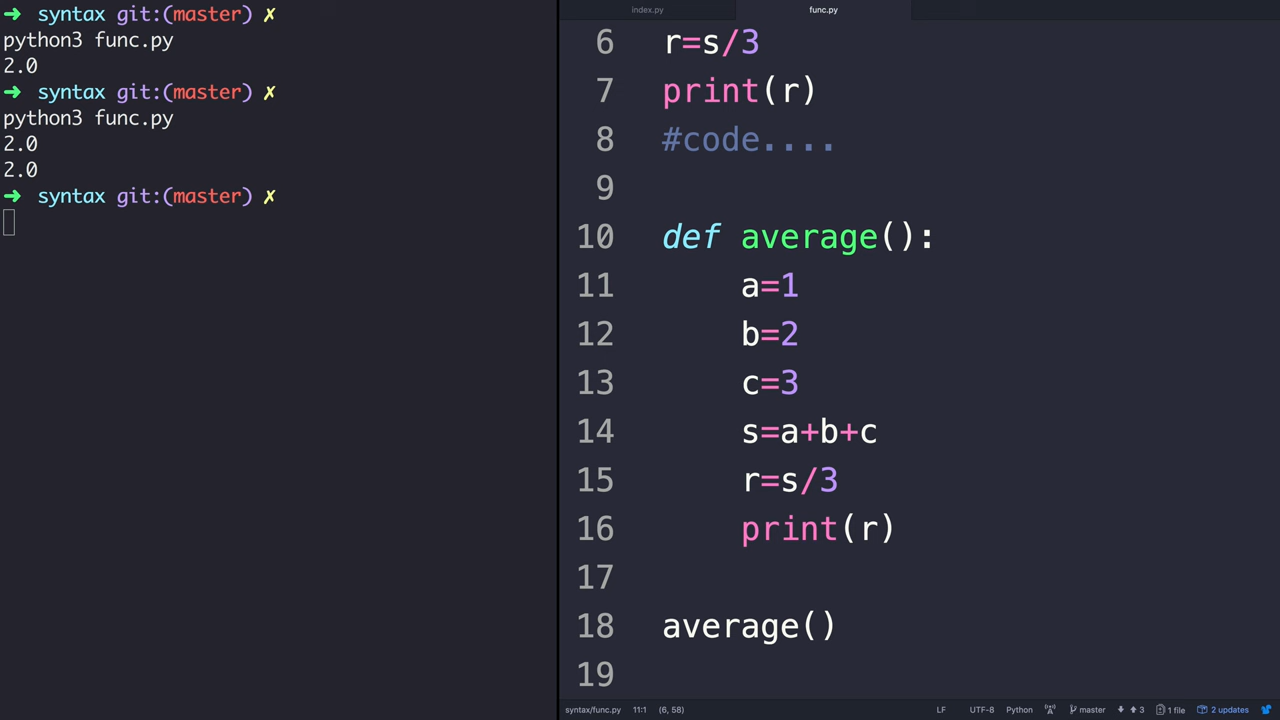 ➜ syntax git:(master) ✗
python3 func.py
2.0
➜ syntax git:(master) ✗
python3 func.py
2.0
2.0
➜ syntax git:(master) ✗
index.py
func.py
6 r=s/3
7 print(r)
8 #code....
9
10 def average():
11 a=1
12 b=2
13 c=3
14 s=a+b+c
15 r=s/3
16 print(r)
17
18 average()
19
syntax/func.py 11:1 (6, 58) LF UTF-8 Python master 3 1 file 2 updates